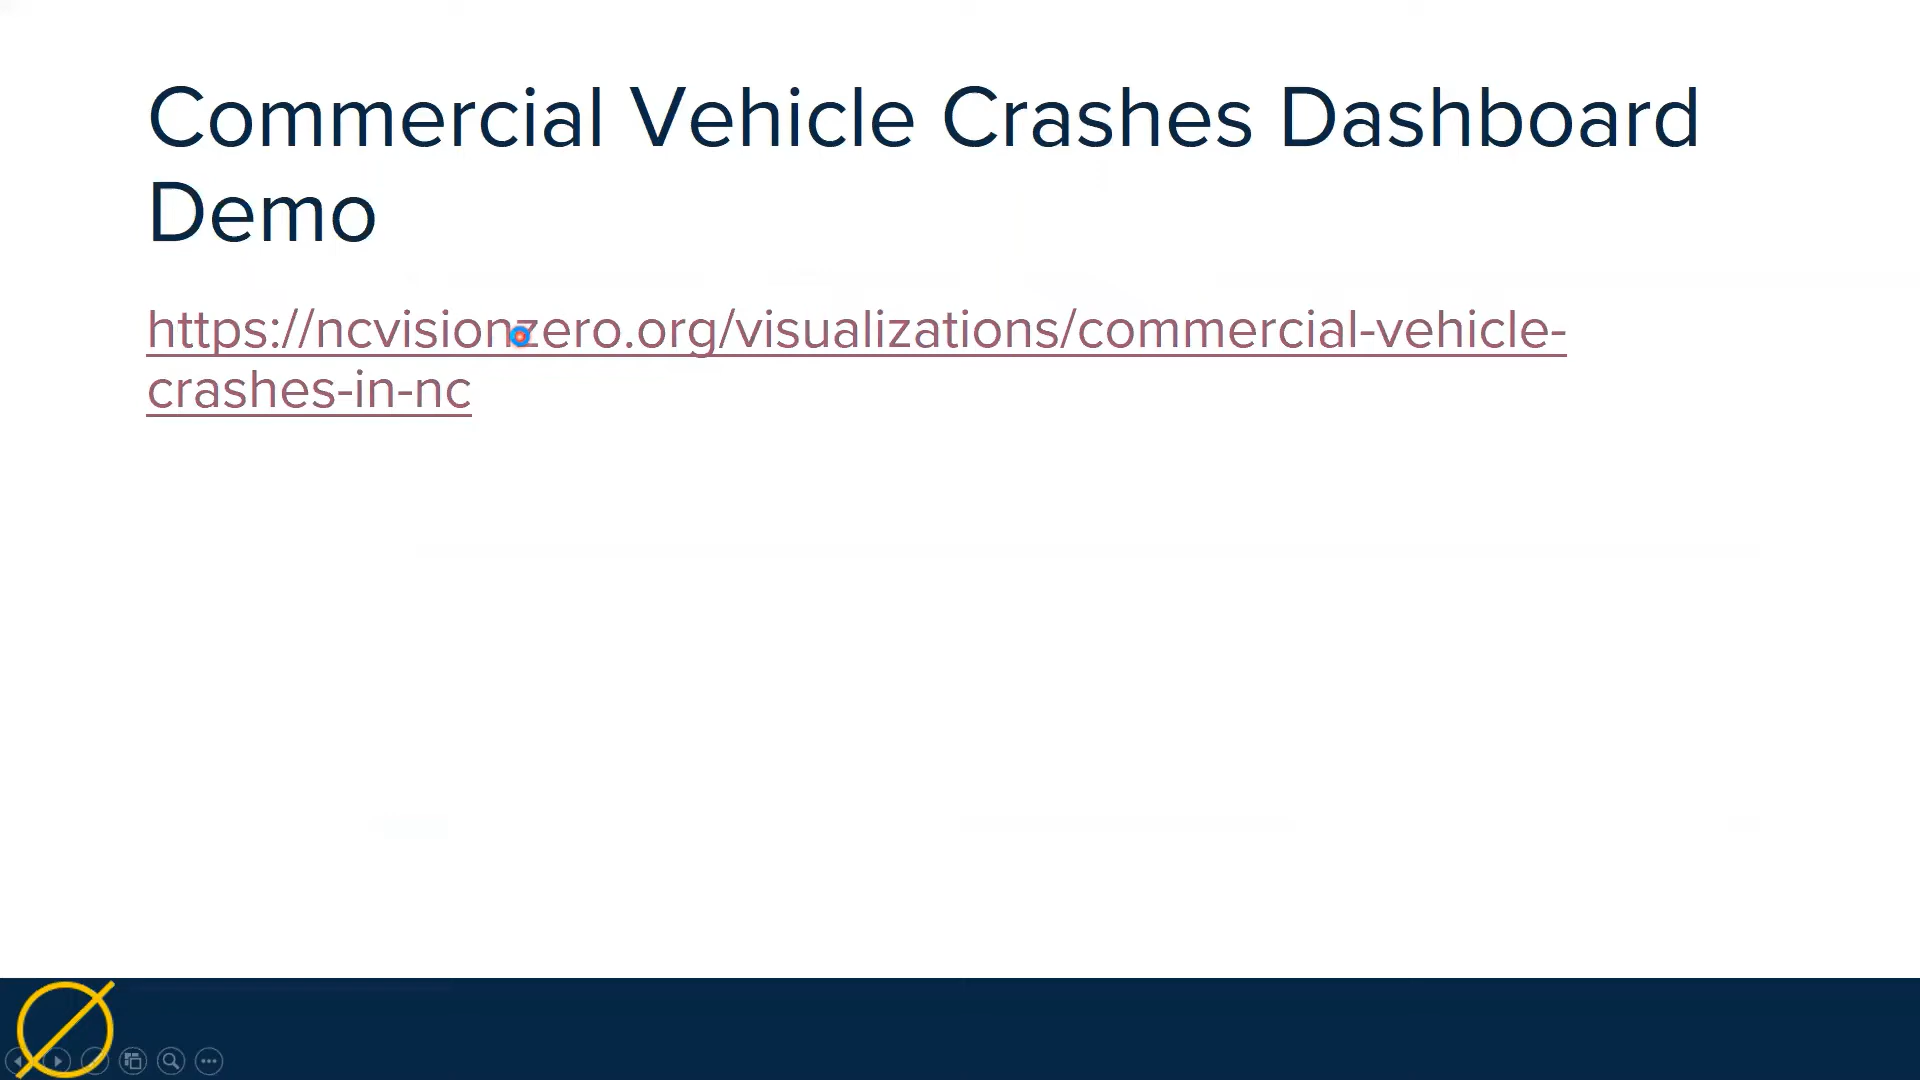 Commercial Vehicle Crashes Dashboard
Demo
https://ncvisionzero.org/visualizations/commercial-vehicle-
crashes-in-nc